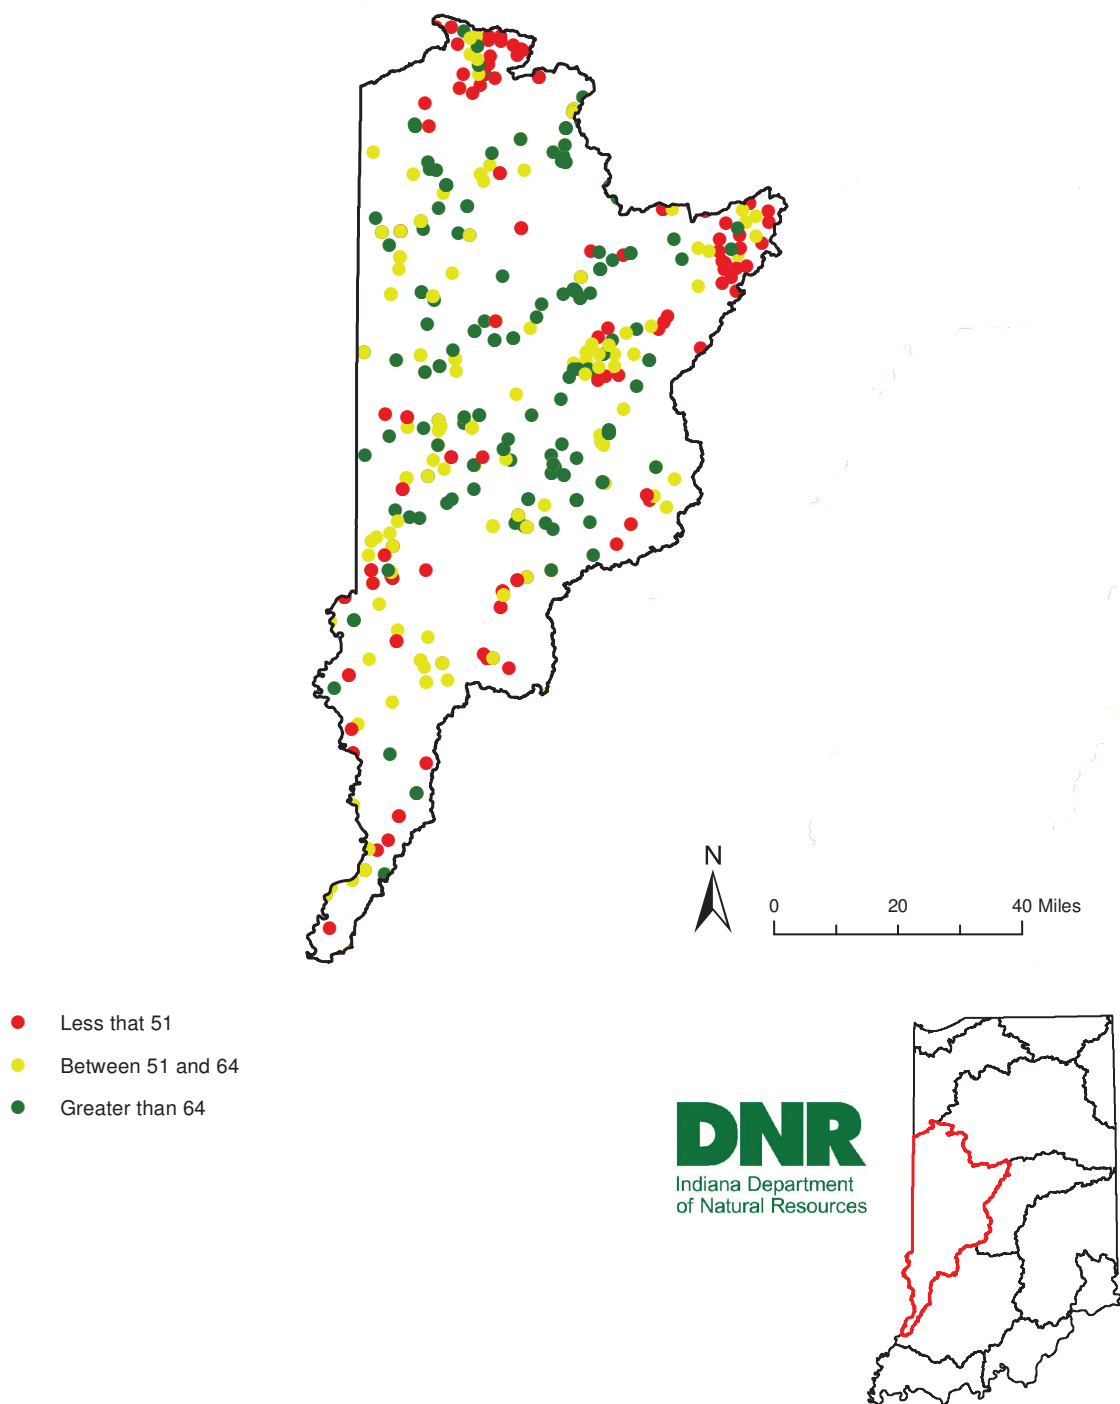 N
0 20 40 Miles
Less that 51
Between 51 and 64
Greater than 64
DNR
Indiana Department
of Natural Resources